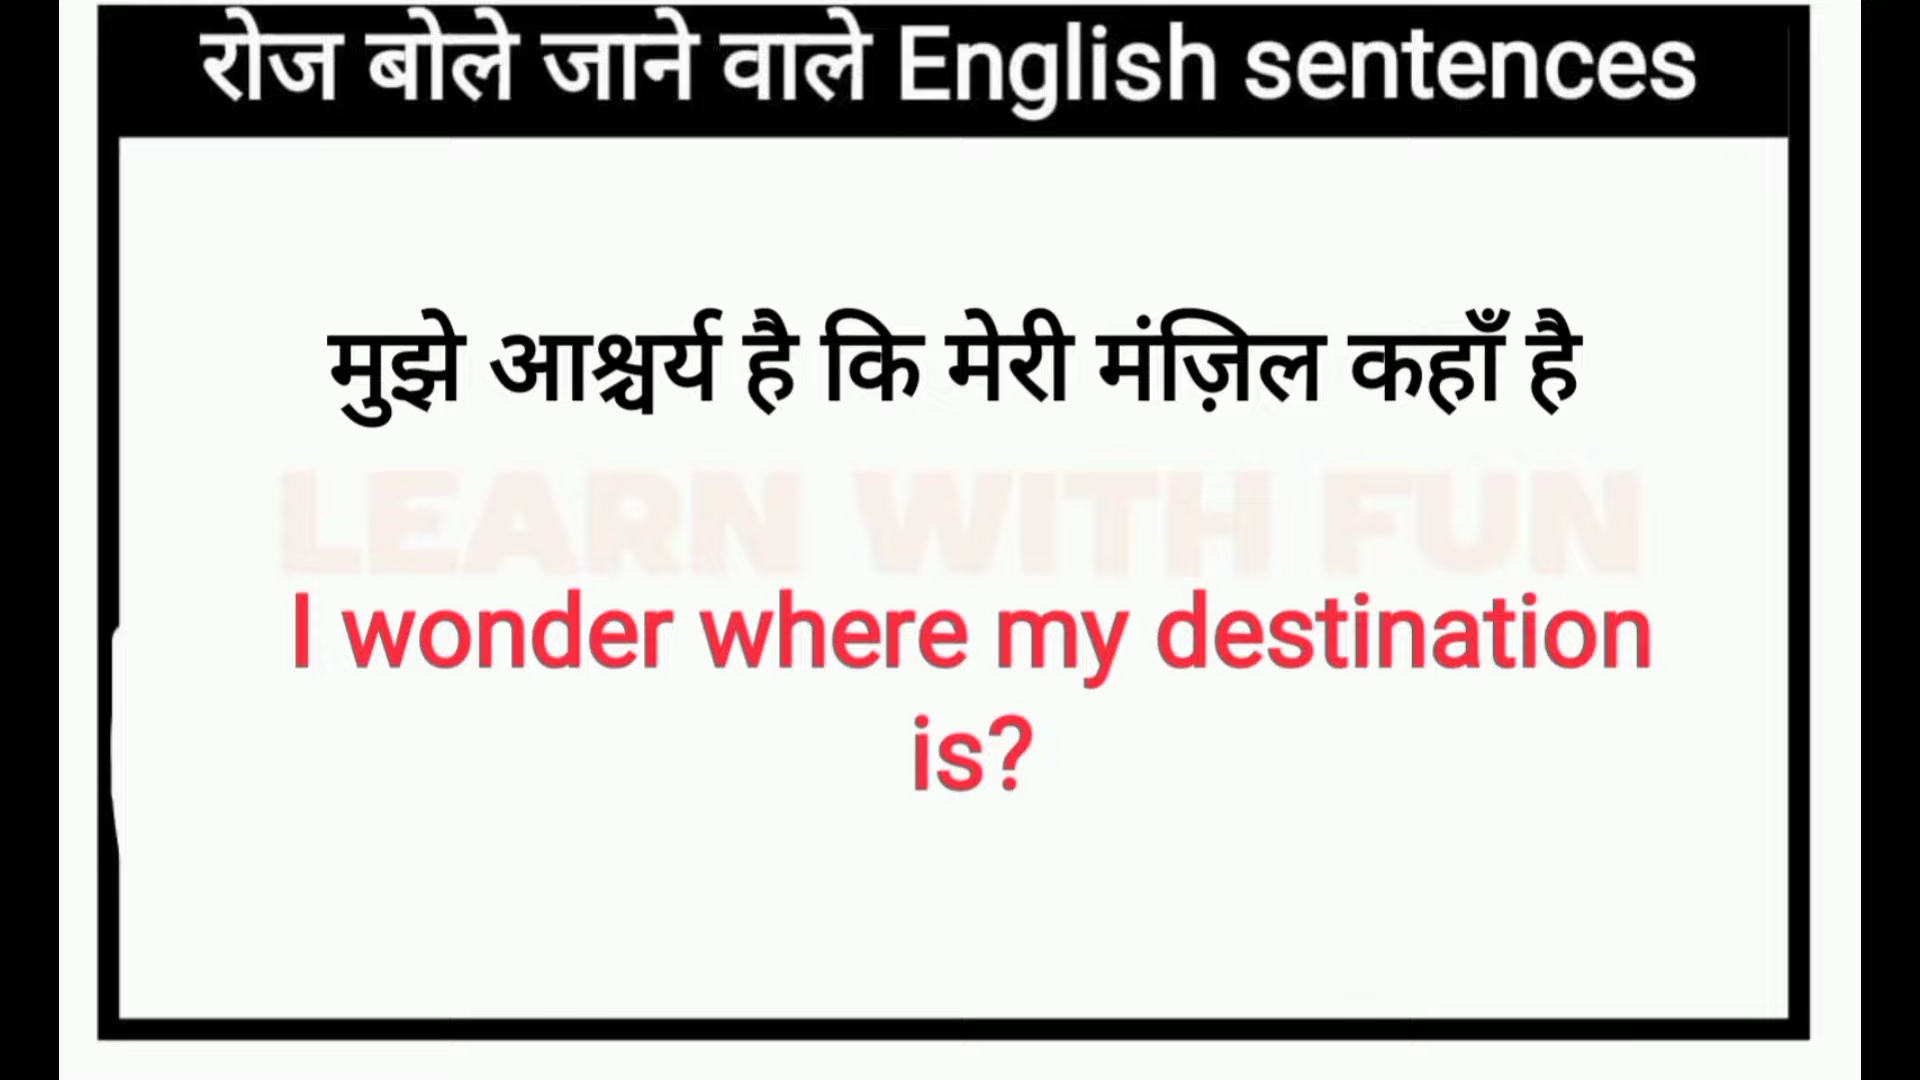 रोज बोले जाने वाले English sentences
मुझे आश्चर्य है कि मेरी मंज़िल कहाँ है
LEARN WITH FUN
I wonder where my destination
is?